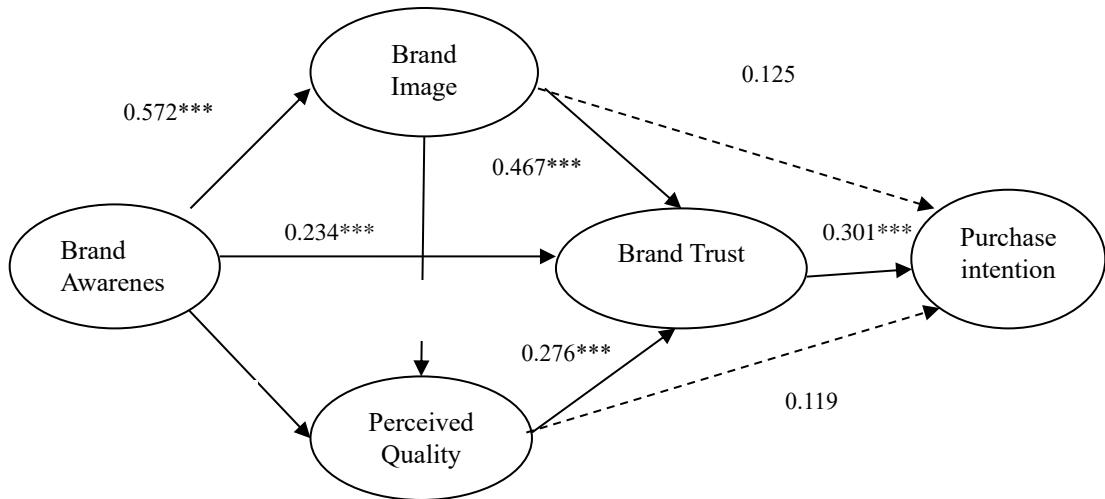 Brand
Image
0.125
0.572***
0.467***
Brand
Awarenes
0.234***
Brand Trust
0.301***
Purchase
intention
0.276***
Perceived
Quality
0.119